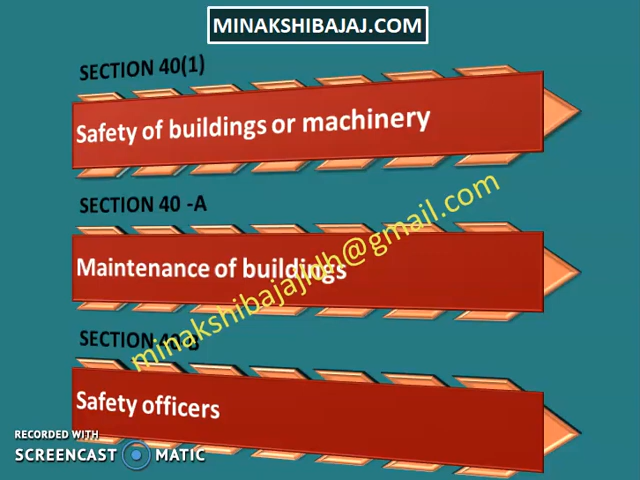 MINAKSHIBAJAJ.COM
SECTION 40(1)
Safety of buildings or machinery
SECTION 40 -A
Maintenance of buildings
minakshibajajjdh@gmail.com
SECTION 40-B
Safety officers
RECORDED WITH
SCREENCAST MATIC